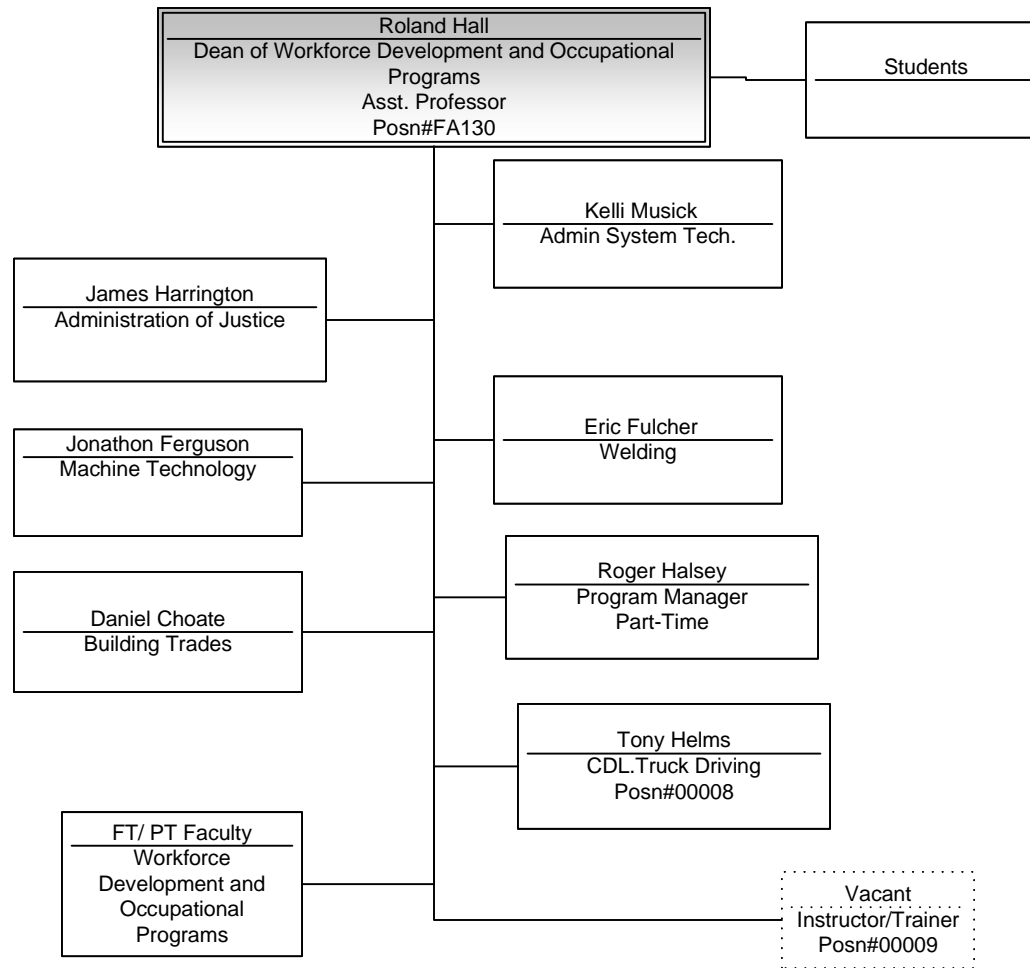 Roland Hall
Dean of Workforce Development and Occupational
Programs
Asst. Professor
Posn#FA130
Students
Kelli Musick
Admin System Tech.
James Harrington
Administration of Justice
Eric Fulcher
Welding
Jonathon Ferguson
Machine Technology
Roger Halsey
Program Manager
Part-Time
Daniel Choate
Building Trades
Tony Helms
CDL.Truck Driving
Posn#00008
FT/ PT Faculty
Workforce
Development and
Occupational
Programs
Vacant
Instructor/Trainer
Posn#00009